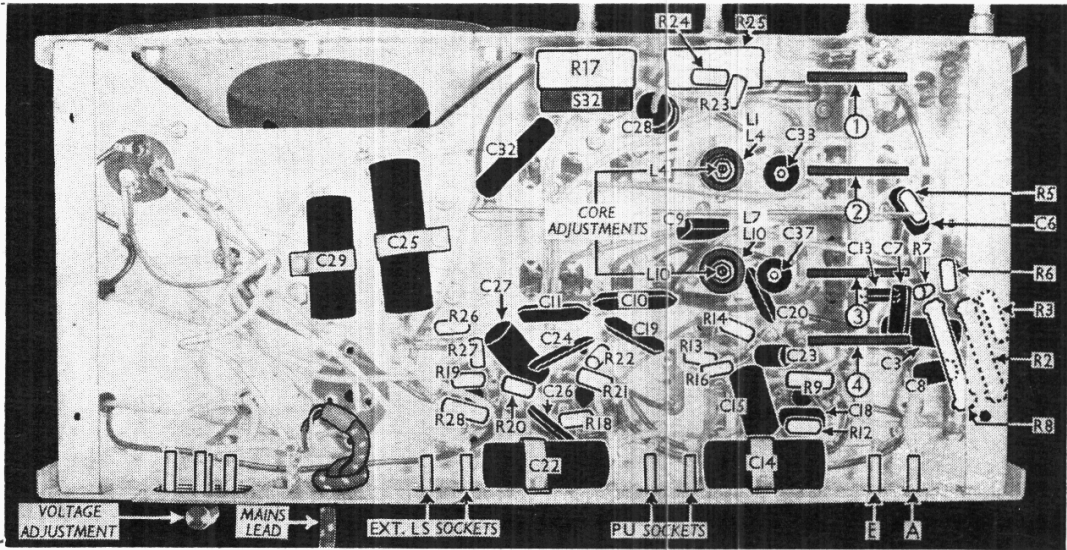 R24
R25
R17
S32
R23
C28
①
C32
L1
L4
C33
L4
②
R5
C6
CORE
ADJUSTMENTS
C9
L7
L10
C37
C13
C7
R7
R6
C29
C25
L10
③
R3
C27
C11
C10
C20
R26
C24
C19
R14
R27
R22
R13
C23
④
C3
R2
R19
R21
R16
R9
C8
R28
R20
C26
R18
C15
C18
R12
R8
C22
C14
VOLTAGE
ADJUSTMENT
MAINS
LEAD
EXT. LS SOCKETS
PU SOCKETS
E
A